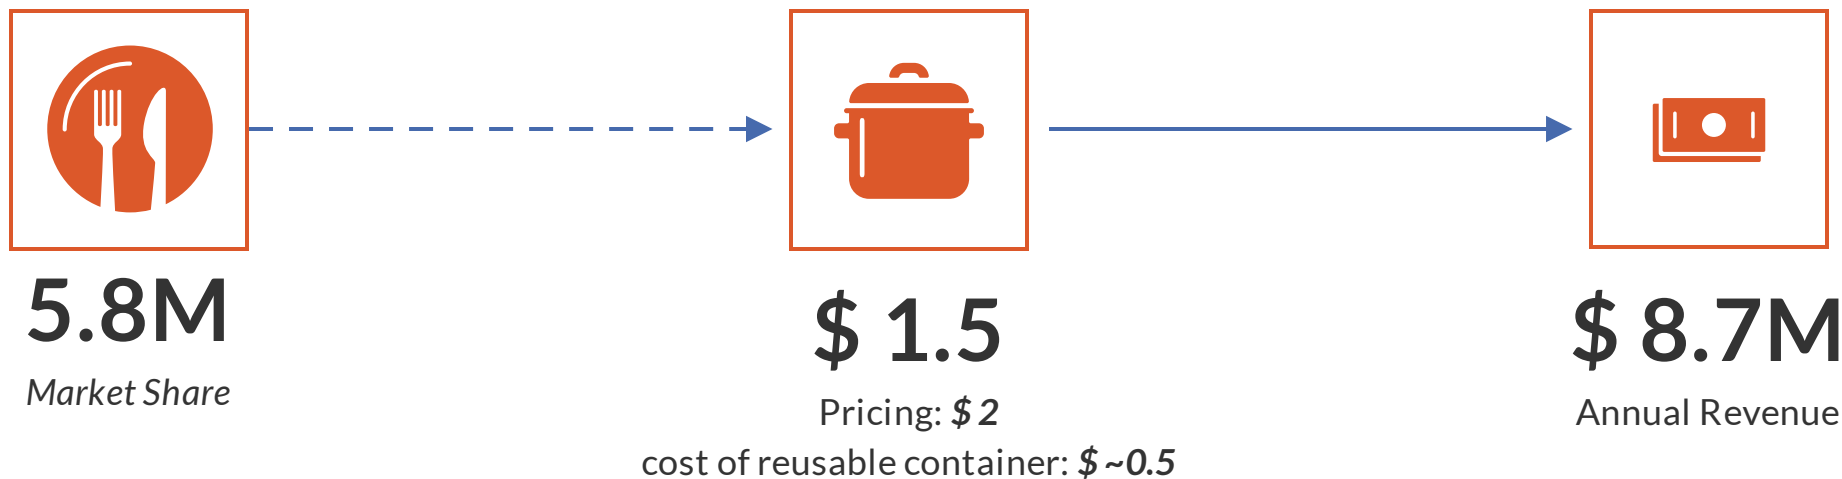 5.8M
Market Share
$ 1.5
Pricing: $ 2
cost of reusable container: $ ~0.5
$ 8.7M
Annual Revenue